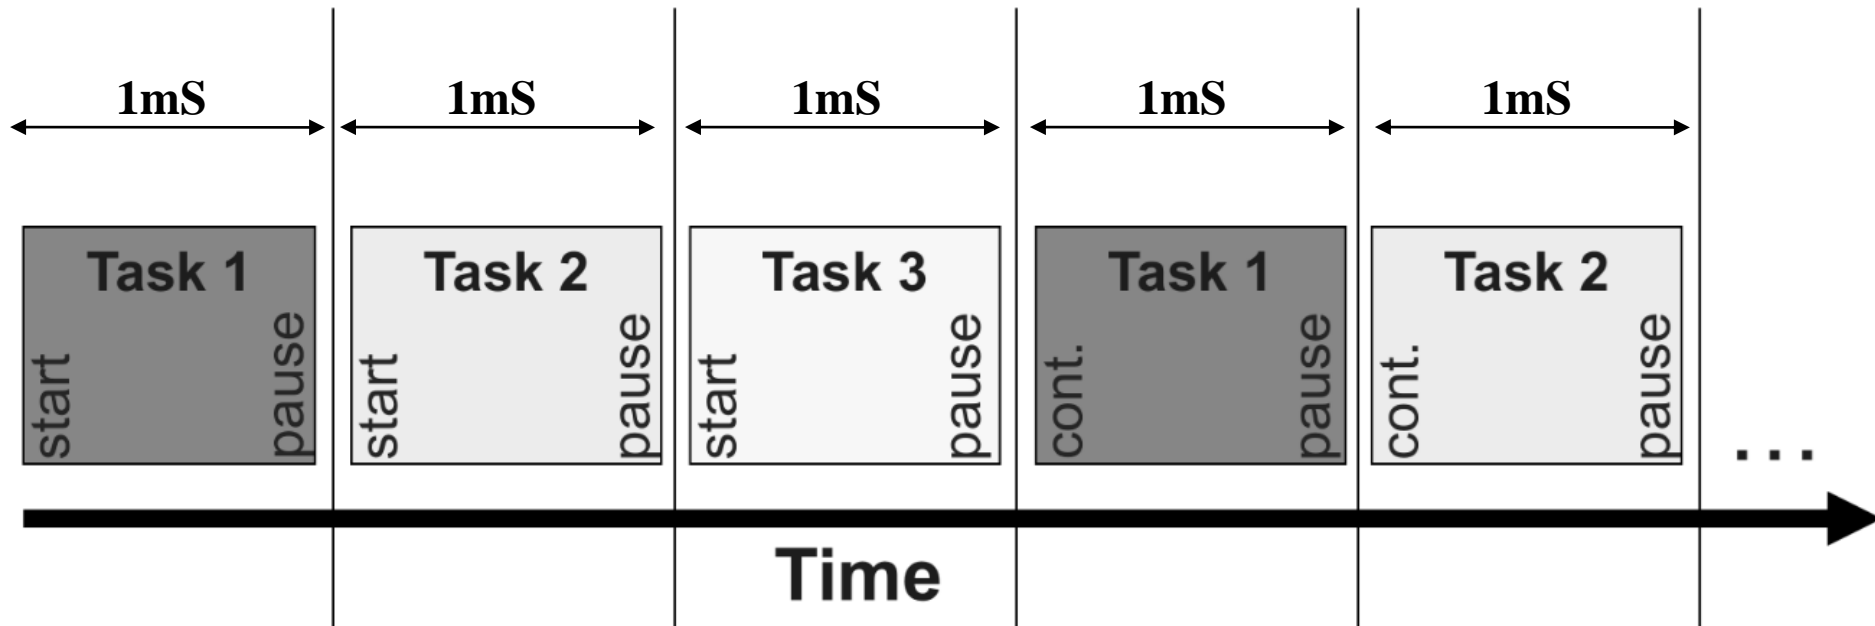 1mS 1mS 1mS 1mS 1mS
Task 1 Task 2 Task 3 Task 1 Task 2
start pause start pause start pause cont. pause cont. pause
...
Time